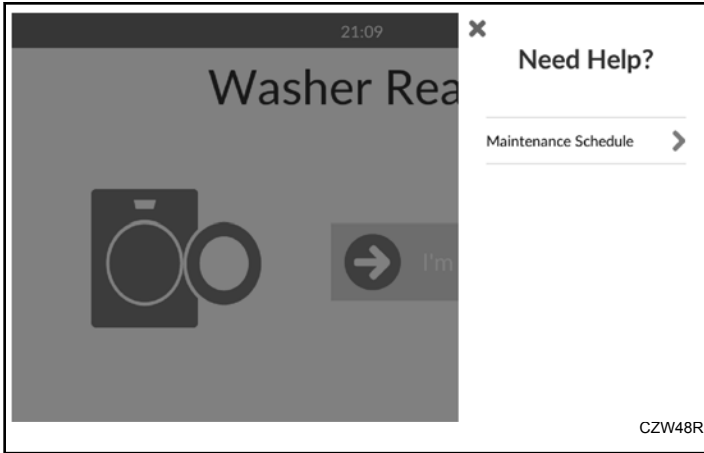 21:09
Washer Rea
I'm
Need Help?
Maintenance Schedule
CZW48R